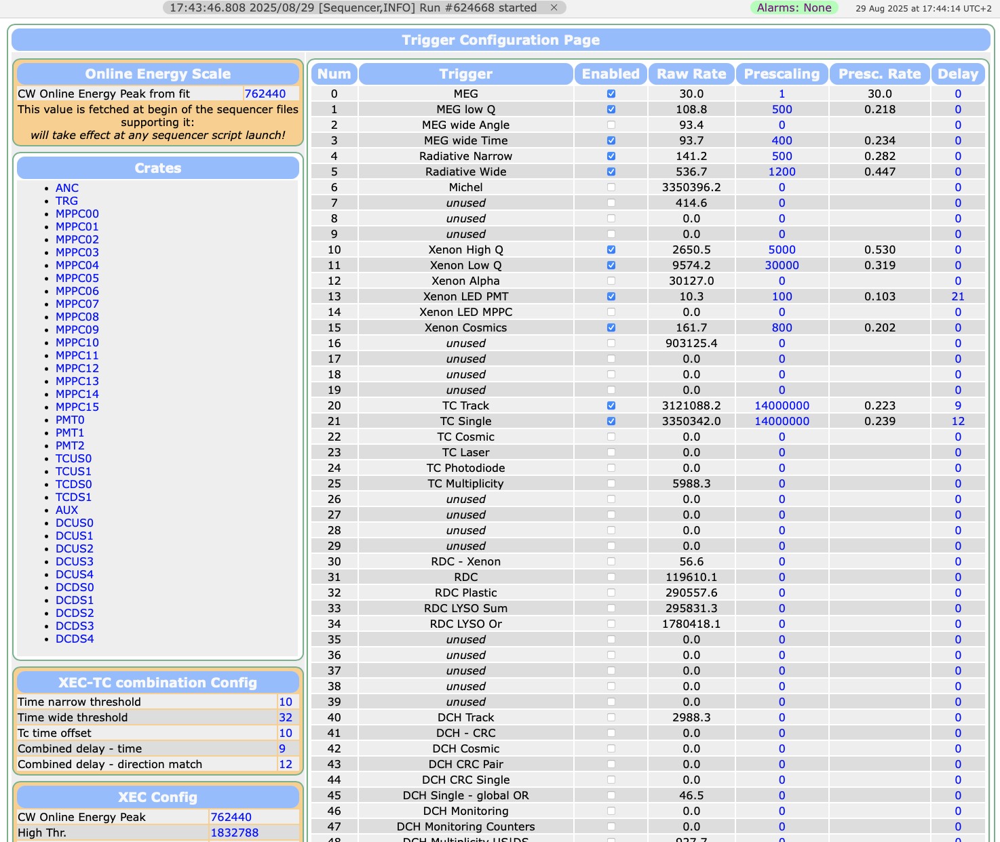 17:43:46.808 2025/08/29 [Sequencer,INFO] Run #624668 started ×
Alarms: None
29 Aug 2025 at 17:44:14 UTC+2
Trigger Configuration Page
Online Energy Scale
CW Online Energy Peak from fit 762440
This value is fetched at begin of the sequencer files
supporting it:
will take effect at any sequencer script launch!
Crates
ANC
TRG
MPPC00
MPPC01
MPPC02
MPPC03
MPPC04
MPPC05
MPPC06
MPPC07
MPPC08
MPPC09
MPPC10
MPPC11
MPPC12
MPPC13
MPPC14
MPPC15
PMT0
PMT1
PMT2
TCUS0
TCUS1
TCDS0
TCDS1
AUX
DCUS0
DCUS1
DCUS2
DCUS3
DCUS4
DCDS0
DCDS1
DCDS2
DCDS3
DCDS4
XEC-TC combination Config
Time narrow threshold 10
Time wide threshold 32
Tc time offset 10
Combined delay - time 9
Combined delay - direction match 12
XEC Config
CW Online Energy Peak 762440
High Thr. 1832788
Num Trigger Enabled Raw Rate Prescaling Presc. Rate Delay
0 MEG 30.0 1 30.0 0
1 MEG low Q 108.8 500 0.218 0
2 MEG wide Angle 93.4 0 0
3 MEG wide Time 93.7 400 0.234 0
4 Radiative Narrow 141.2 500 0.282 0
5 Radiative Wide 536.7 1200 0.447 0
6 Michel 3350396.2 0 0
7 unused 414.6 0 0
8 unused 0.0 0 0
9 unused 0.0 0 0
10 Xenon High Q 2650.5 5000 0.530 0
11 Xenon Low Q 9574.2 30000 0.319 0
12 Xenon Alpha 30127.0 0 0
13 Xenon LED PMT 10.3 100 0.103 21
14 Xenon LED MPPC 0.0 0 0
15 Xenon Cosmics 161.7 800 0.202 0
16 unused 903125.4 0 0
17 unused 0.0 0 0
18 unused 0.0 0 0
19 unused 0.0 0 0
20 TC Track 3121088.2 14000000 0.223 9
21 TC Single 3350342.0 14000000 0.239 12
22 TC Cosmic 0.0 0 0
23 TC Laser 0.0 0 0
24 TC Photodiode 0.0 0 0
25 TC Multiplicity 5988.3 0 0
26 unused 0.0 0 0
27 unused 0.0 0 0
28 unused 0.0 0 0
29 unused 0.0 0 0
30 RDC - Xenon 56.6 0 0
31 RDC 119610.1 0 0
32 RDC Plastic 290557.6 0 0
33 RDC LYSO Sum 295831.3 0 0
34 RDC LYSO Or 1780418.1 0 0
35 unused 0.0 0 0
36 unused 0.0 0 0
37 unused 0.0 0 0
38 unused 0.0 0 0
39 unused 0.0 0 0
40 DCH Track 2988.3 0 0
41 DCH - CRC 0.0 0 0
42 DCH Cosmic 0.0 0 0
43 DCH CRC Pair 0.0 0 0
44 DCH CRC Single 0.0 0 0
45 DCH Single - global OR 46.5 0 0
46 DCH Monitoring 0.0 0 0
47 DCH Monitoring Counters 0.0 0 0
48 DCH Multiplicity US|DS 927.7 0 0